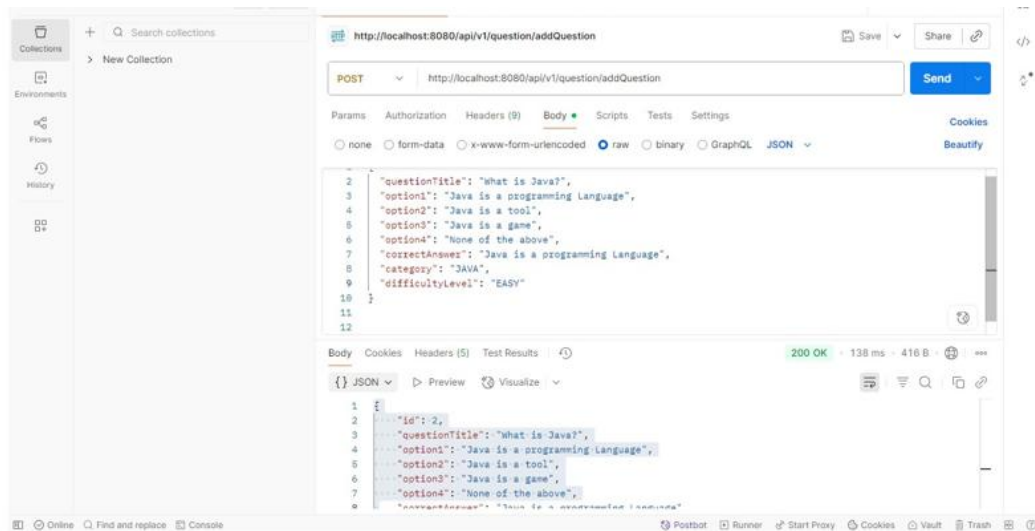 Collections
Environments
Flows
History
+ Search collections
> New Collection
http://localhost:8080/api/v1/question/addQuestion
Save
Share
</>
POST
http://localhost:8080/api/v1/question/addQuestion
Send
Params Authorization Headers (9) Body Scripts Tests Settings
Cookies
none form-data x-www-form-urlencoded raw binary GraphQL JSON
Beautify
2 "questionTitle": "What is Java?",
3 "option1": "Java is a programming Language",
4 "option2": "Java is a tool",
5 "option3": "Java is a game",
6 "option4": "None of the above",
7 "correctAnswer": "Java is a programming Language",
8 "category": "JAVA",
9 "difficultyLevel": "EASY"
10 }
11
12
Body Cookies Headers (5) Test Results
200 OK 138 ms 416 B
{} JSON Preview Visualize
1 {
2 "id": 2,
3 "questionTitle": "What is Java?",
4 "option1": "Java is a programming Language",
5 "option2": "Java is a tool",
6 "option3": "Java is a game",
7 "option4": "None of the above",
Online Find and replace Console
Postbot Runner Start Proxy Cookies Vault Trash